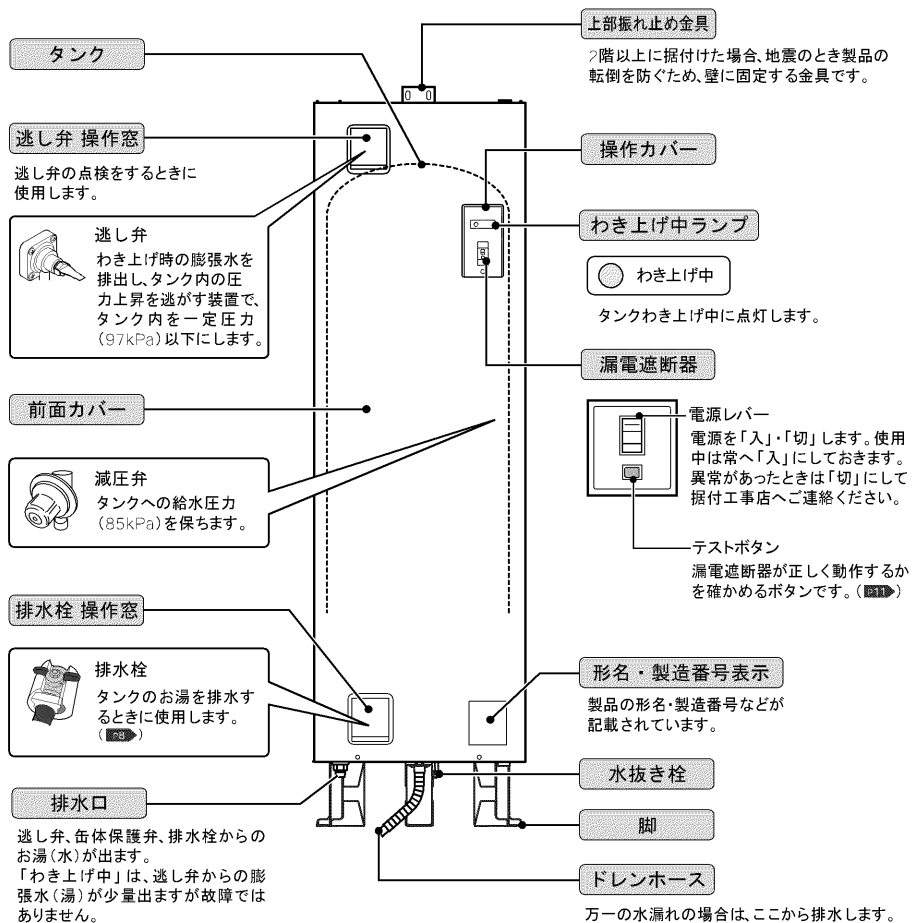 タンク
逃し弁 操作窓
逃し弁の点検をするときに
使用します。
逃し弁
わき上げ時の膨張水を
排出し、タンク内の圧
力上昇を逃がす装置で、
タンク内を一定圧力
(97kPa)以下にします。
前面カバー
減圧弁
タンクへの給水圧力
(85kPa)を保ちます。
排水栓 操作窓
排水栓
タンクのお湯を排水す
るときに使用します。
(P8)
排水口
逃し弁、缶体保護弁、排水栓からの
お湯(水)が出ます。
「わき上げ中」は、逃し弁からの膨
張水(湯)が少量出ますが故障では
ありません。
上部振れ止め金具
2階以上に据付けた場合、地震のとき製品の
転倒を防ぐため、壁に固定する金具です。
操作カバー
わき上げ中ランプ
わき上げ中
タンクわき上げ中に点灯します。
漏電遮断器
電源レバー
電源を「入」・「切」します。使用
中は常へ「入」にしておきます。
異常があったときは「切」にして
据付工事店へご連絡ください。
テストボタン
漏電遮断器が正しく動作するか
を確かめるボタンです。(P11)
形名・製造番号表示
製品の形名・製造番号などが
記載されています。
水抜き栓
脚
ドレンホース
万一の水漏れの場合は、ここから排水します。